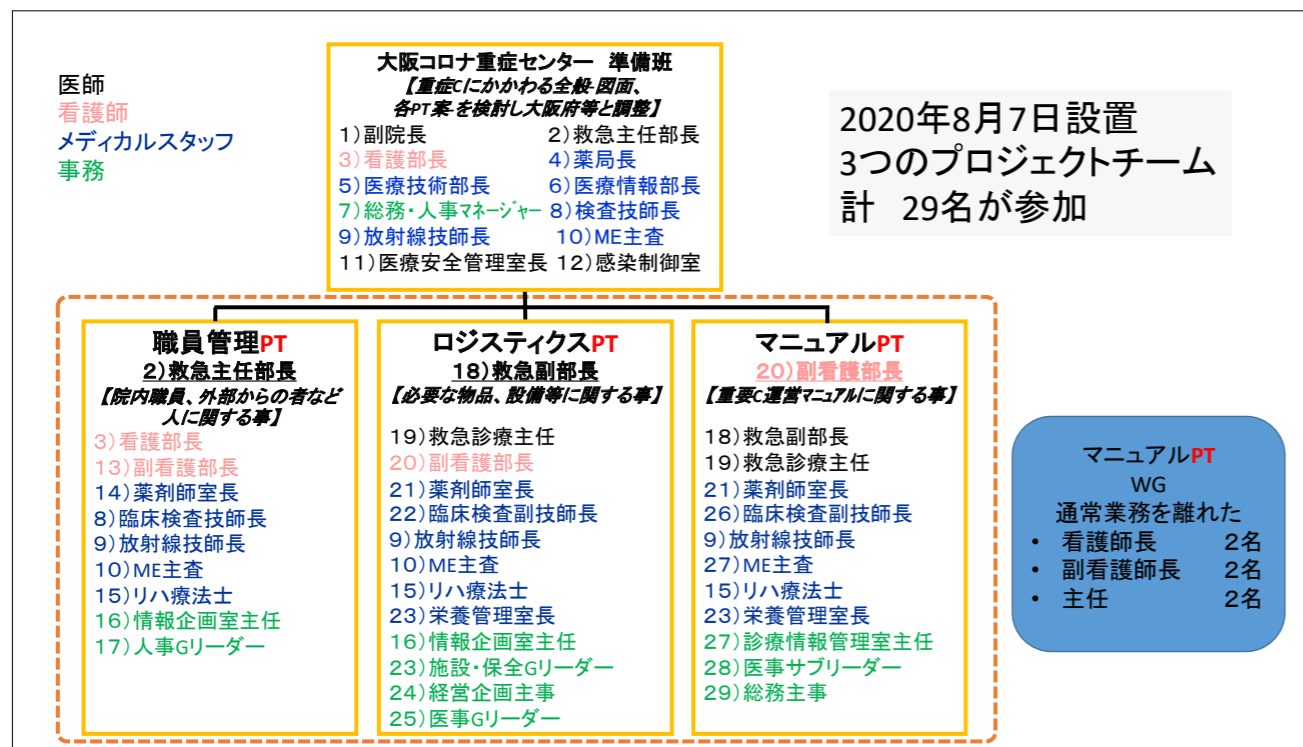 医師
看護師
メディカルスタッフ
事務
大阪コロナ重症センター 準備班
【重症Cにかかわる全般-図面、
各PT案-を検討し大阪府等と調整】
1)副院長 2)救急主任部長
3)看護部長 4)薬局長
5)医療技術部長 6)医療情報部長
7)総務・人事マネージャー 8)検査技師長
9)放射線技師長 10)ME主査
11)医療安全管理室長 12)感染制御室
2020年8月7日設置
3つのプロジェクトチーム
計 29名が参加
職員管理PT
2)救急主任部長
【院内職員、外部からの者など
人に関する事】
3)看護部長
13)副看護部長
14)薬剤師室長
8)臨床検査技師長
9)放射線技師長
10)ME主査
15)リハ療法士
16)情報企画室主任
17)人事Gリーダー
ロジスティクスPT
18)救急副部長
【必要な物品、設備等に関する事】
19)救急診療主任
20)副看護部長
21)薬剤師室長
22)臨床検査副技師長
9)放射線技師長
10)ME主査
15)リハ療法士
23)栄養管理室長
16)情報企画室主任
23)施設・保全Gリーダー
24)経営企画主事
25)医事Gリーダー
マニュアルPT
20)副看護部長
【重要C運営マニュアルに関する事】
18)救急副部長
19)救急診療主任
21)薬剤師室長
26)臨床検査副技師長
9)放射線技師長
27)ME主査
15)リハ療法士
23)栄養管理室長
27)診療情報管理室主任
28)医事サブリーダー
29)総務主事
マニュアルPT
WG
通常業務を離れた
• 看護師長 2名
• 副看護師長 2名
• 主任 2名